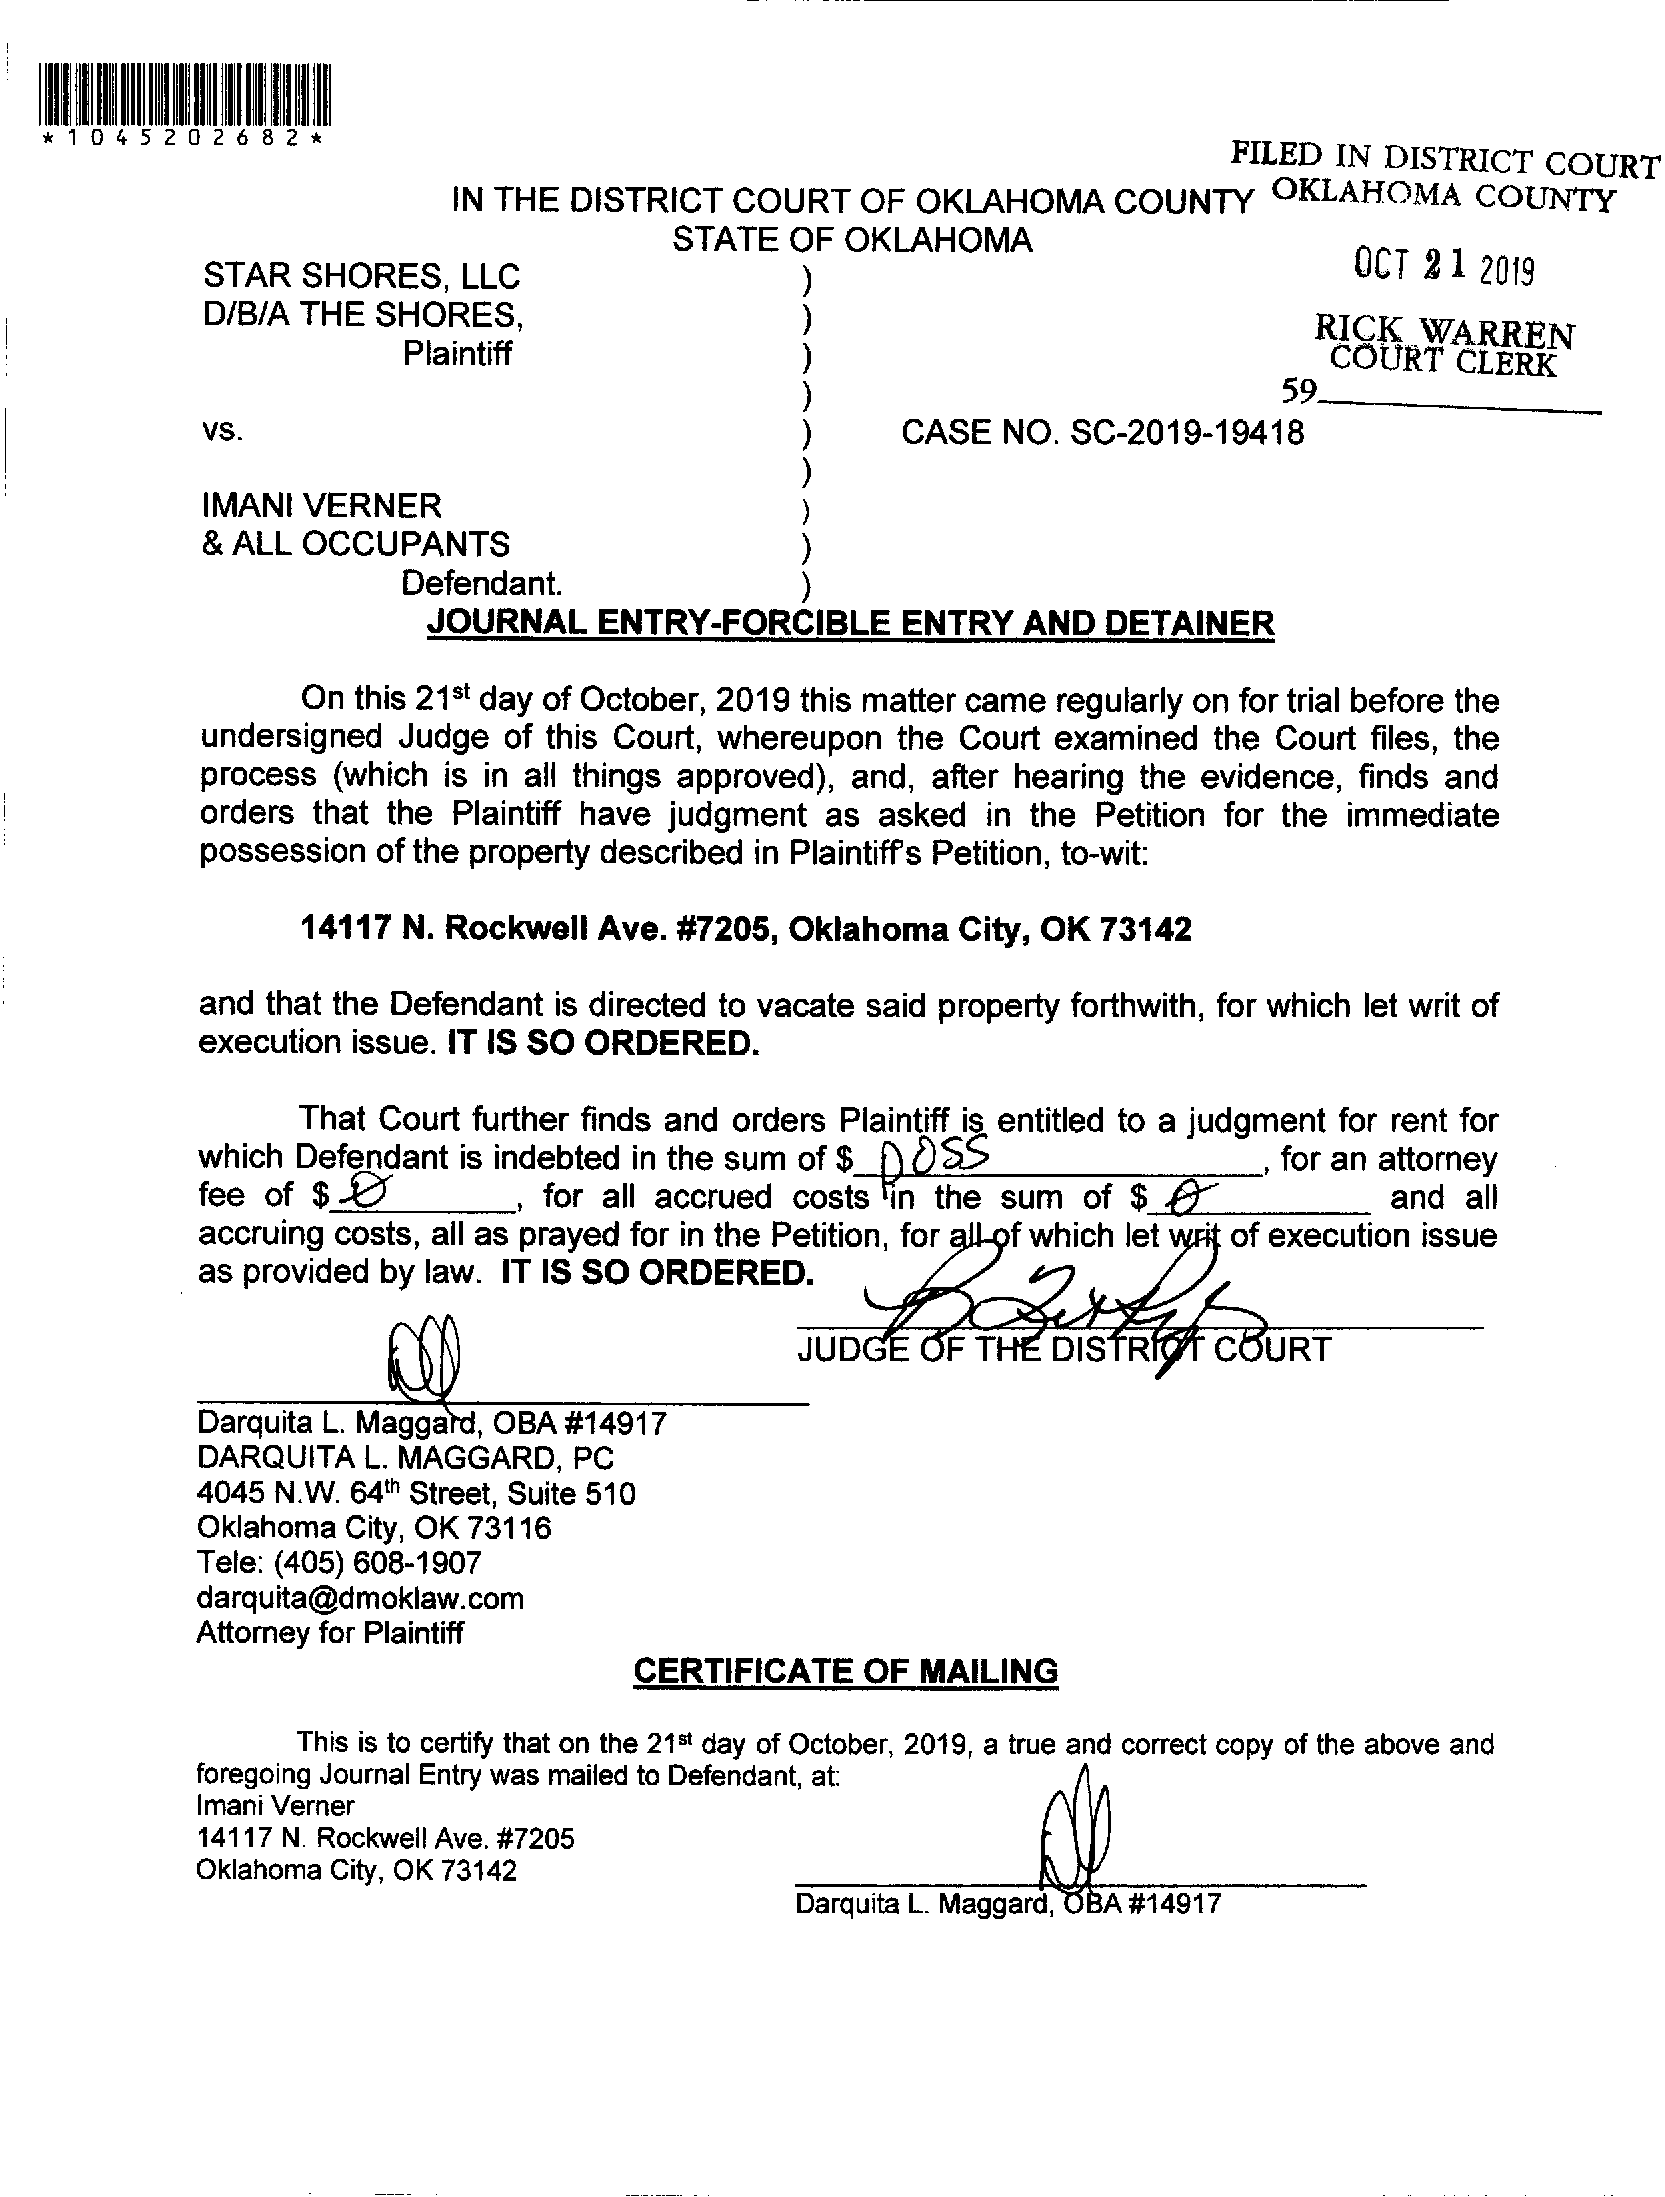 *1045202682*
FILED IN DISTRICT COURT
OKLAHOMA COUNTY
IN THE DISTRICT COURT OF OKLAHOMA COUNTY
STATE OF OKLAHOMA
OCT 21 2019
RICK WARREN
COURT CLERK
59
STAR SHORES, LLC )
D/B/A THE SHORES, )
Plaintiff )
)
vs. ) CASE NO. SC-2019-19418
)
IMANI VERNER )
& ALL OCCUPANTS )
Defendant. )
JOURNAL ENTRY-FORCIBLE ENTRY AND DETAINER
On this 21st day of October, 2019 this matter came regularly on for trial before the
undersigned Judge of this Court, whereupon the Court examined the Court files, the
process (which is in all things approved), and, after hearing the evidence, finds and
orders that the Plaintiff have judgment as asked in the Petition for the immediate
possession of the property described in Plaintiff's Petition, to-wit:
14117 N. Rockwell Ave. #7205, Oklahoma City, OK 73142
and that the Defendant is directed to vacate said property forthwith, for which let writ of
execution issue. IT IS SO ORDERED.
That Court further finds and orders Plaintiff is entitled to a judgment for rent for
which Defendant is indebted in the sum of $ poss, for an attorney
fee of $ 0, for all accrued costs in the sum of $ 0 and all
accruing costs, all as prayed for in the Petition, for all of which let writ of execution issue
as provided by law. IT IS SO ORDERED.
JUDGE OF THE DISTRICT COURT
Darquita L. Maggard, OBA #14917
DARQUITA L. MAGGARD, PC
4045 N.W. 64th Street, Suite 510
Oklahoma City, OK 73116
Tele: (405) 608-1907
darquita@dmoklaw.com
Attorney for Plaintiff
CERTIFICATE OF MAILING
This is to certify that on the 21st day of October, 2019, a true and correct copy of the above and
foregoing Journal Entry was mailed to Defendant, at:
Imani Verner
14117 N. Rockwell Ave. #7205
Oklahoma City, OK 73142
Darquita L. Maggard, OBA #14917